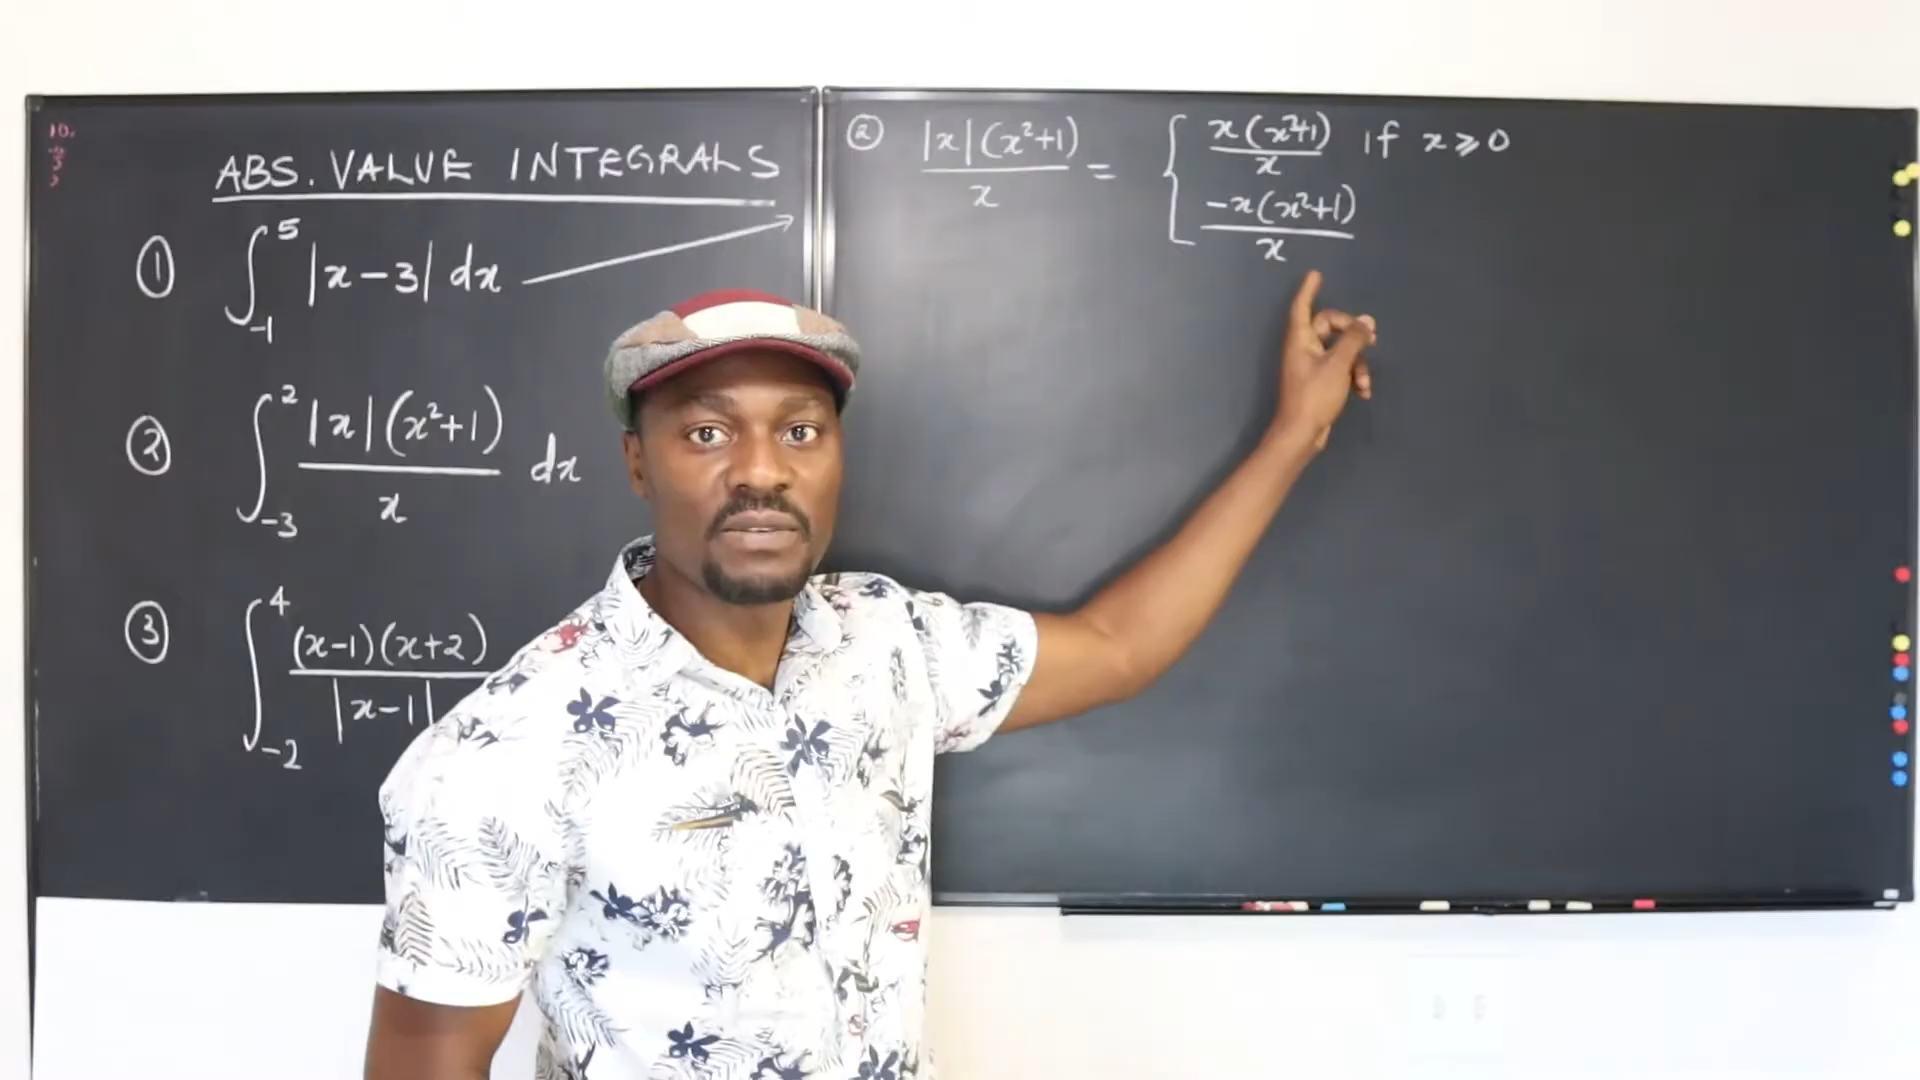 10.
ABS. VALUE INTEGRALS
① ∫₋₁⁵ |x-3| dx
② ∫₋₃² |x|(x²+1)/x dx
③ ∫₋₂⁴ (x-1)(x+2)/|x-1|
② |x|(x²+1)/x = { x(x²+1)/x if x ⩾ 0
-x(x²+1)/x